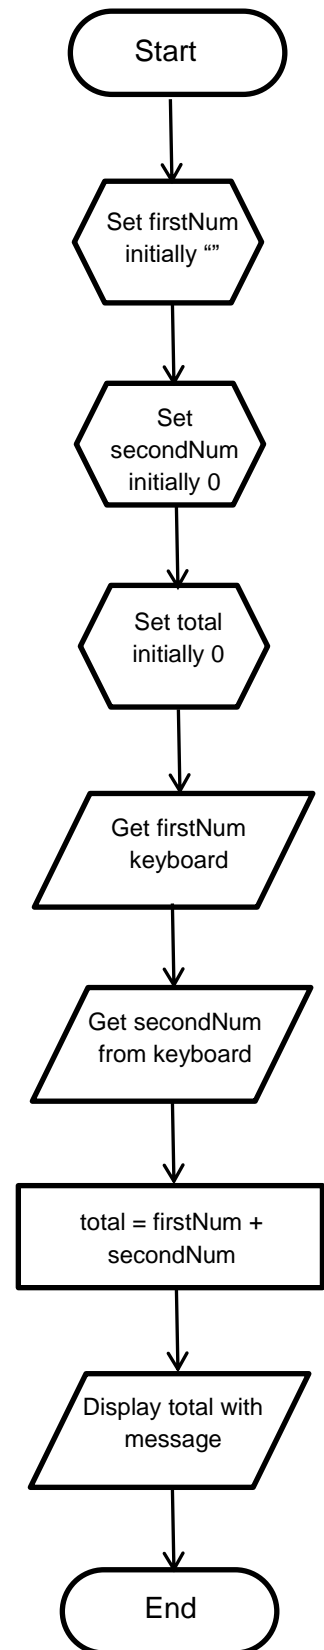 Start
Set firstNum
initially “”
Set
secondNum
initially 0
Set total
initially 0
Get firstNum
keyboard
Get secondNum
from keyboard
total = firstNum +
secondNum
Display total with
message
End